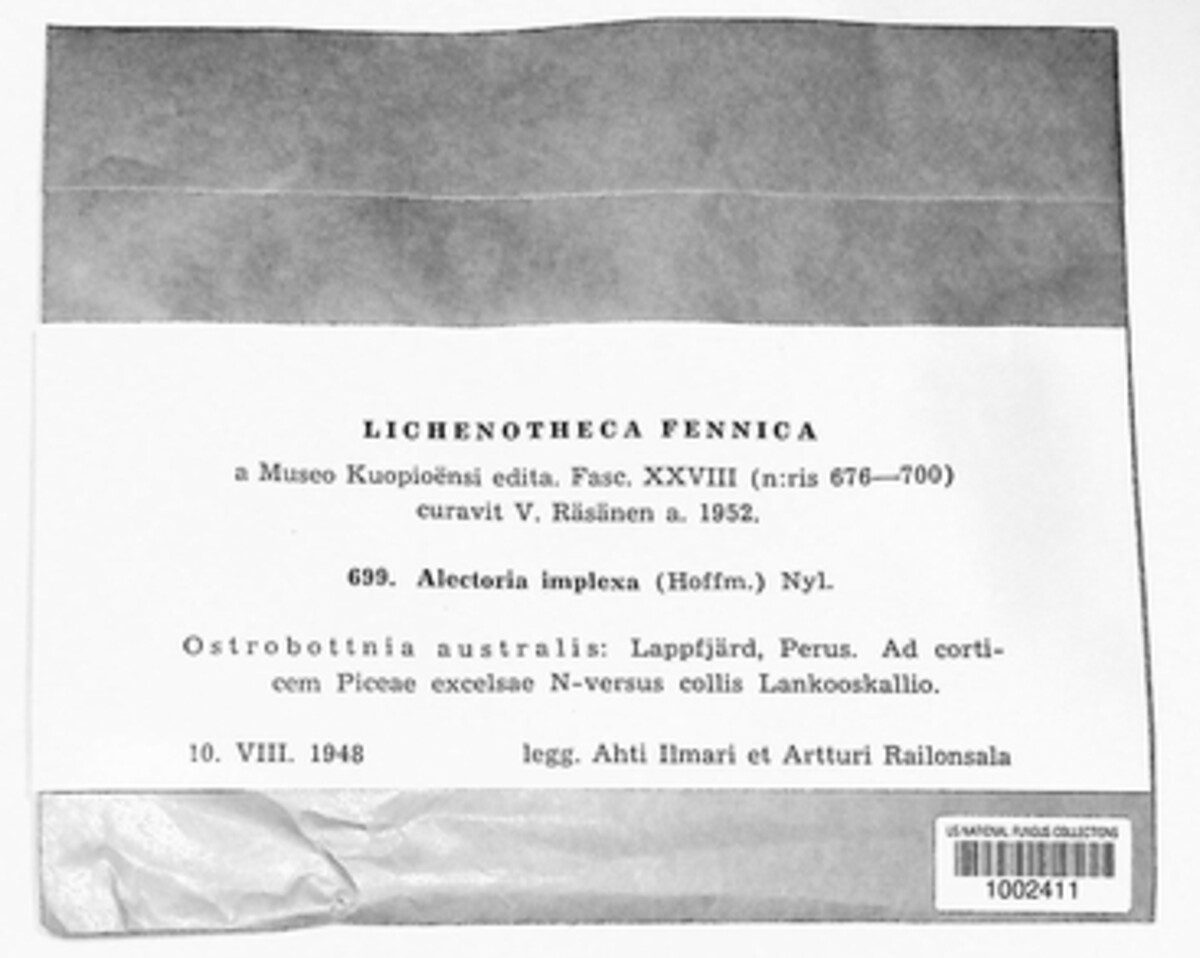 LICHENOTHECA FENNICA
a Museo Kuopioënsi edita. Fasc. XXVIII (n:ris 676—700)
curavit V. Räsänen a. 1952.
699. Alectoria implexa (Hoffm.) Nyl.
Ostrobottnia australis: Lappfjärd, Perus. Ad corti-
cem Piceae excelsae N-versus collis Lankooskallio.
10. VIII. 1948 legg. Ahti Ilmari et Artturi Railonsala
US NATIONAL FUNGUS COLLECTIONS
1002411